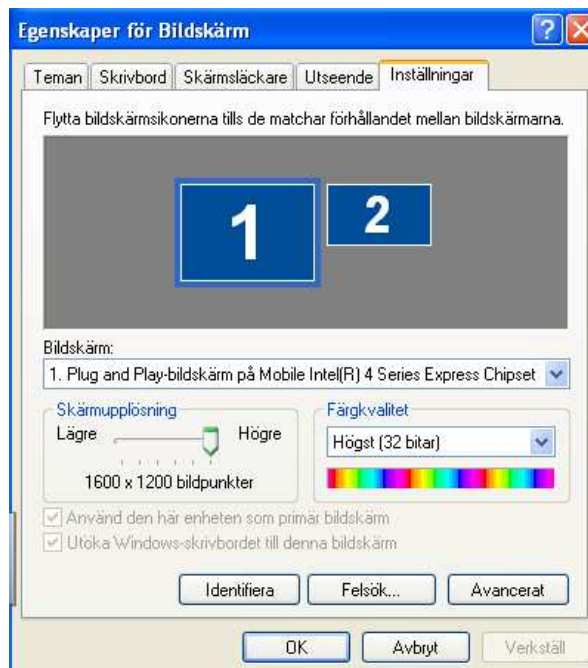 Egenskaper för Bildskärm
Teman Skrivbord Skärmsläckare Utseende Inställningar
Flytta bildskärmsikonerna tills de matchar förhållandet mellan bildskärmarna.
1 2
Bildskärm:
1. Plug and Play-bildskärm på Mobile Intel(R) 4 Series Express Chipset
Skärmupplösning
Lägre Högre
1600 x 1200 bildpunkter
Färgkvalitet
Högst (32 bitar)
Använd den här enheten som primär bildskärm
Utöka Windows-skrivbordet till denna bildskärm
Identifiera Felsök... Avancerat
OK Avbryt Verkställ